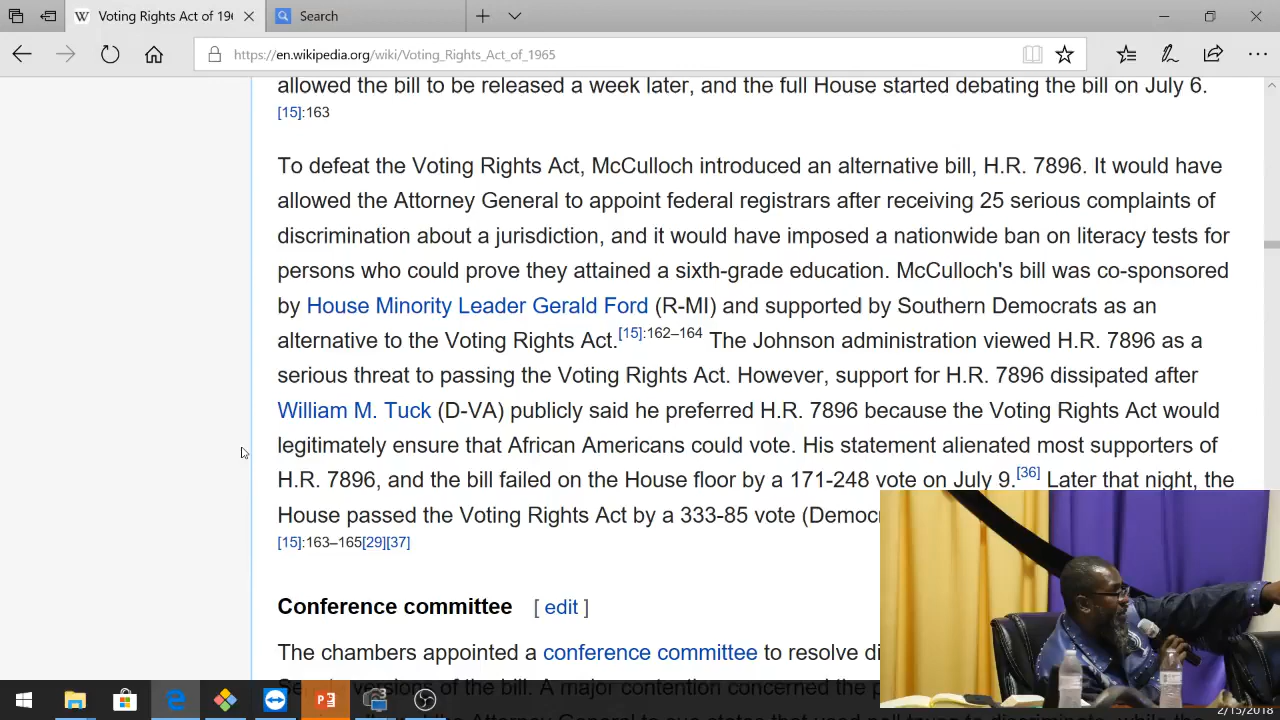 Voting Rights Act of 196
Search
https://en.wikipedia.org/wiki/Voting_Rights_Act_of_1965
allowed the bill to be released a week later, and the full House started debating the bill on July 6.
[15]:163
To defeat the Voting Rights Act, McCulloch introduced an alternative bill, H.R. 7896. It would have
allowed the Attorney General to appoint federal registrars after receiving 25 serious complaints of
discrimination about a jurisdiction, and it would have imposed a nationwide ban on literacy tests for
persons who could prove they attained a sixth-grade education. McCulloch's bill was co-sponsored
by House Minority Leader Gerald Ford (R-MI) and supported by Southern Democrats as an
alternative to the Voting Rights Act.[15]:162–164 The Johnson administration viewed H.R. 7896 as a
serious threat to passing the Voting Rights Act. However, support for H.R. 7896 dissipated after
William M. Tuck (D-VA) publicly said he preferred H.R. 7896 because the Voting Rights Act would
legitimately ensure that African Americans could vote. His statement alienated most supporters of
H.R. 7896, and the bill failed on the House floor by a 171-248 vote on July 9.[36] Later that night, the
House passed the Voting Rights Act by a 333-85 vote (Democ
[15]:163–165[29][37]
Conference committee [ edit ]
The chambers appointed a conference committee to resolve di
versions of the bill. A major contention concerned the
2/15/2018